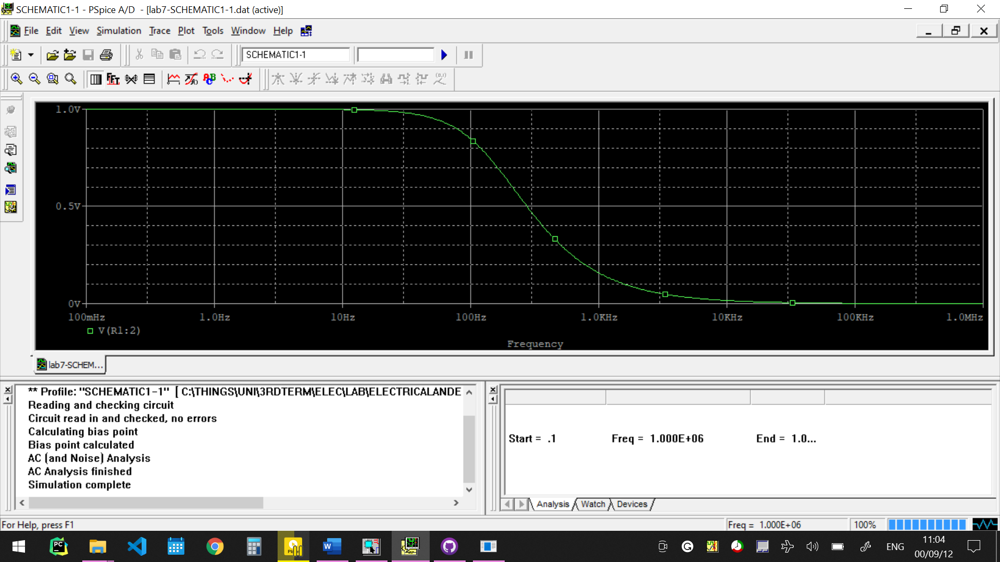 SCHEMATIC1-1 - PSpice A/D - [lab7-SCHEMATIC1-1.dat (active)]
File Edit View Simulation Trace Plot Tools Window Help
SCHEMATIC1-1
1.0V
0.5V
0V
100mHz 1.0Hz 10Hz 100Hz 1.0KHz 10KHz 100KHz 1.0MHz
V(R1:2)
Frequency
lab7-SCHEM...
** Profile: "SCHEMATIC1-1" [ C:\THINGS\UNI\3RDTERM\ELEC\LAB\ELECTRICALANDE
Reading and checking circuit
Circuit read in and checked, no errors
Calculating bias point
Bias point calculated
AC (and Noise) Analysis
AC Analysis finished
Simulation complete
Start = .1 Freq = 1.000E+06 End = 1.0...
Analysis Watch Devices
For Help, press F1
Freq = 1.000E+06 100%
ENG
11:04
00/09/12